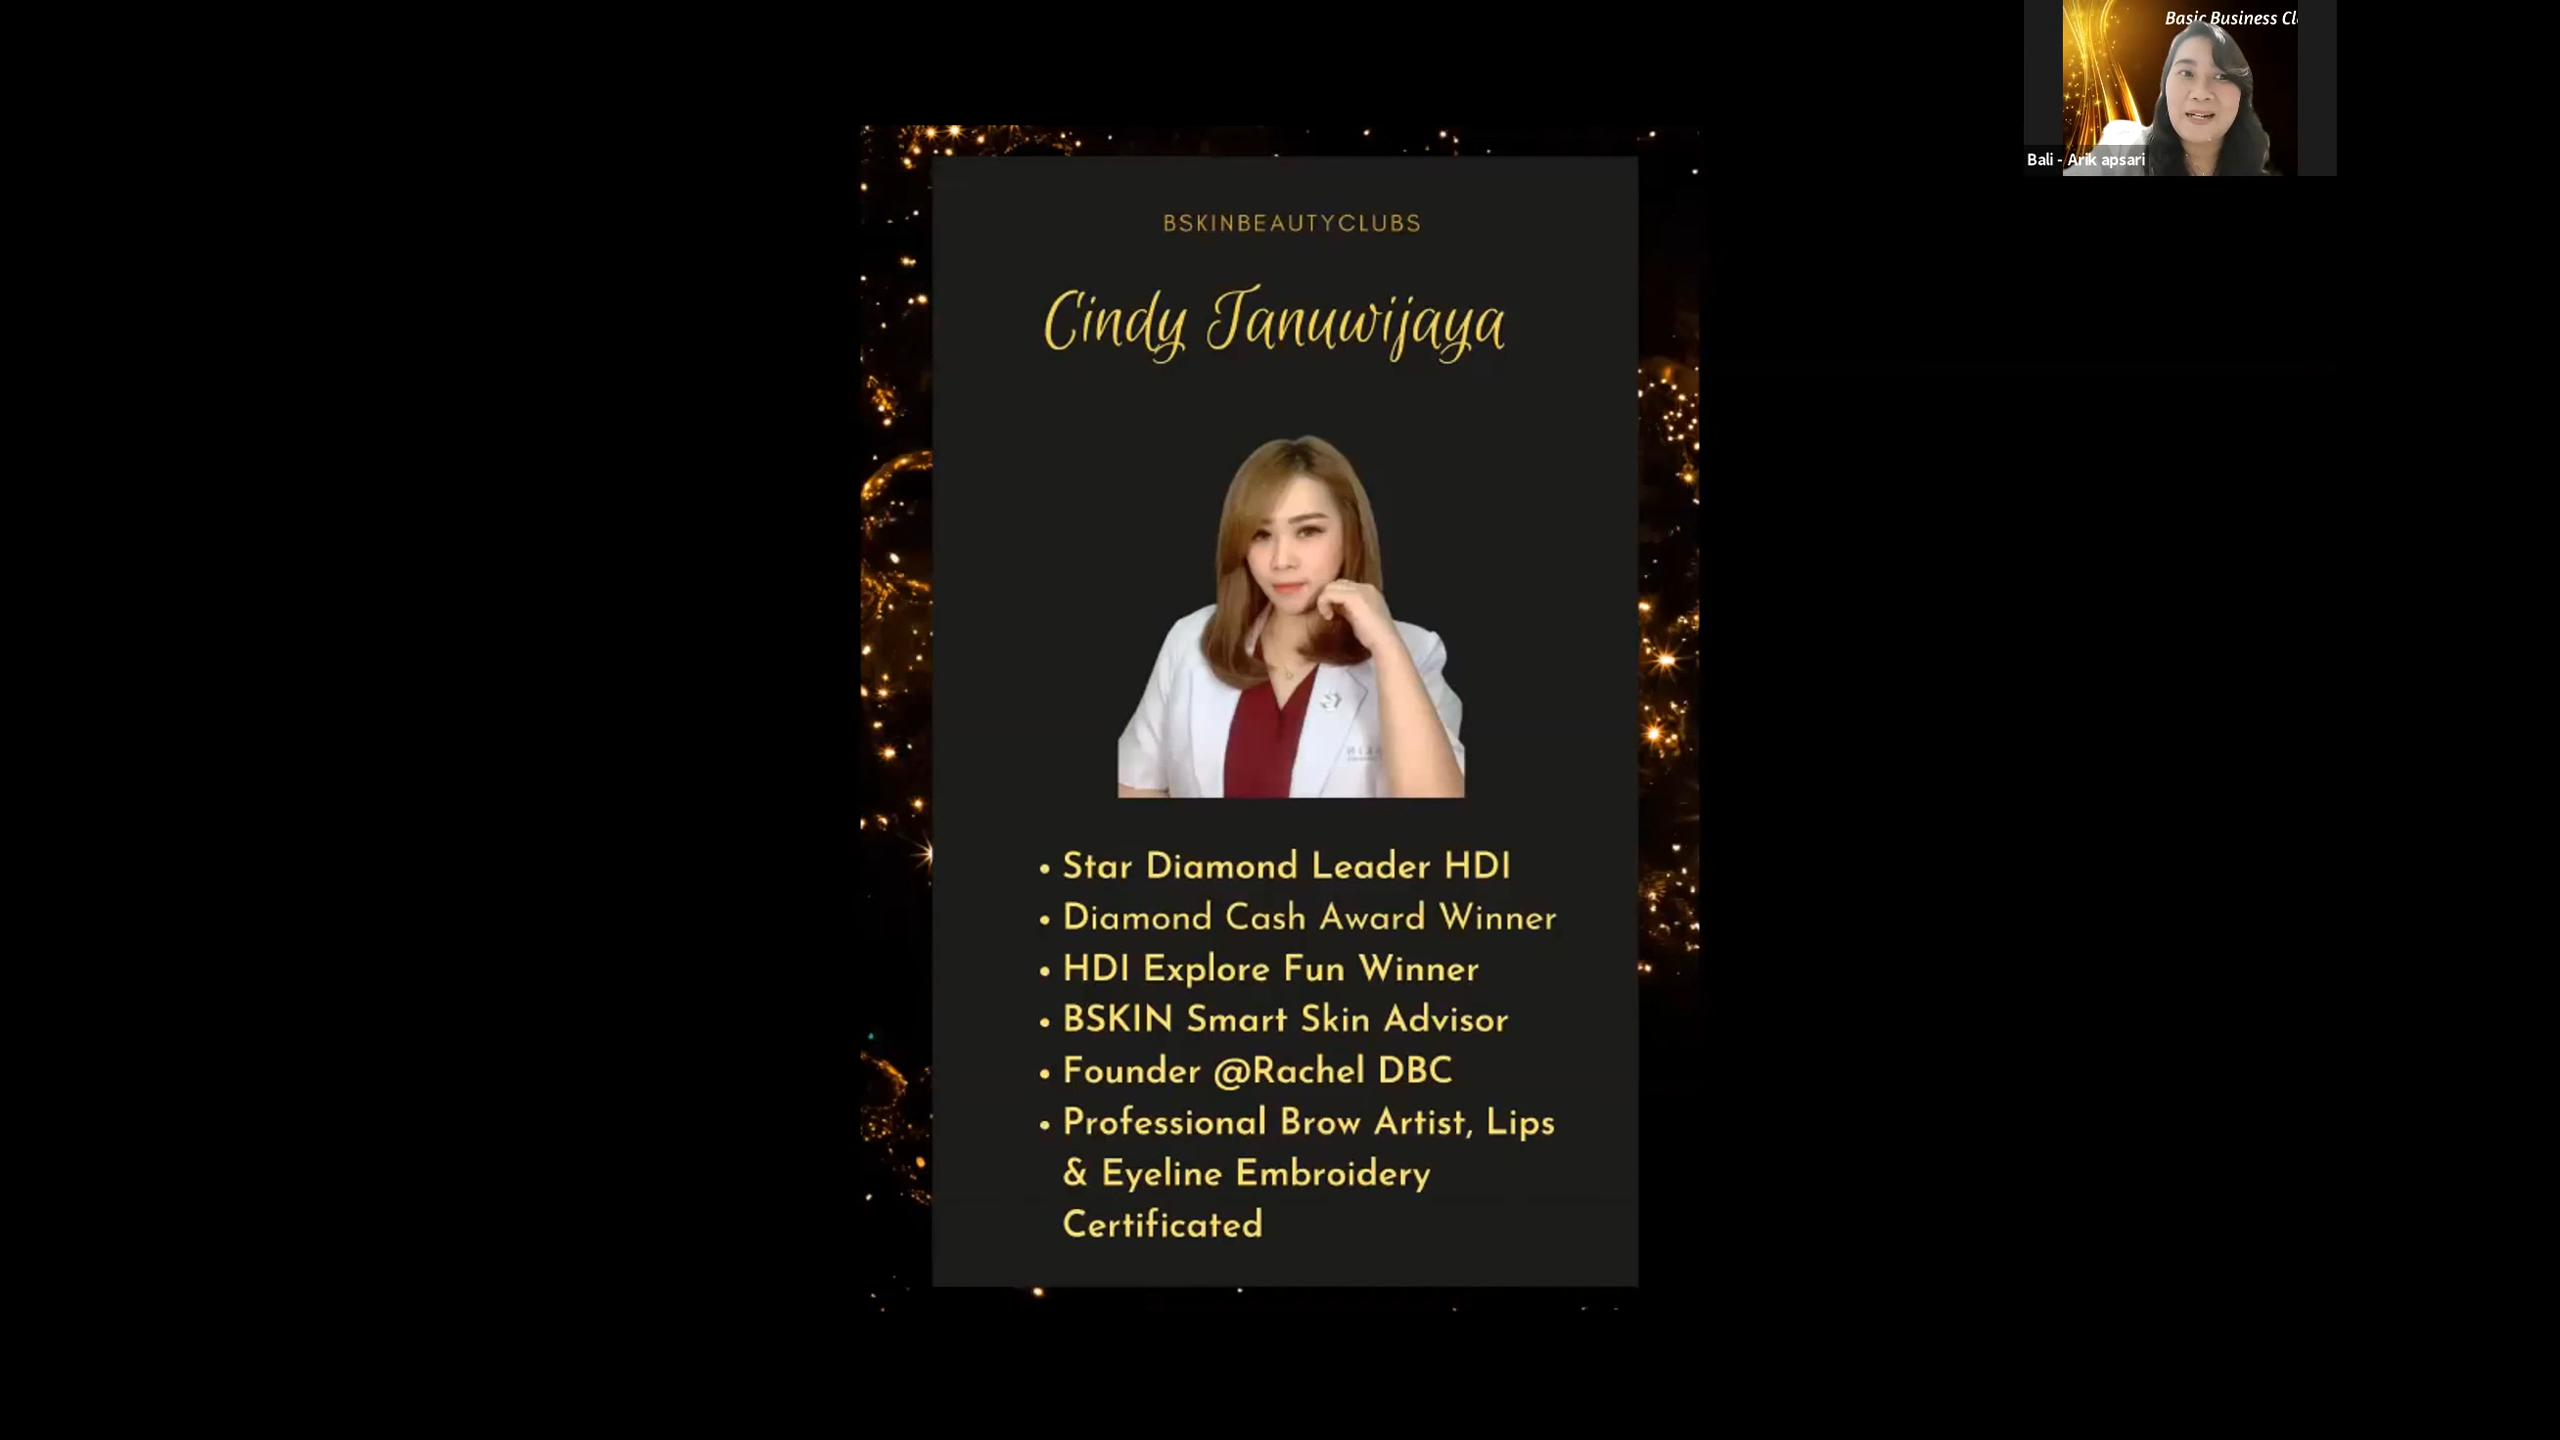 Basic Business
Bali - Arik apsari
BSKINBEAUTYCLUBS
Cindy Tanuwijaya
• Star Diamond Leader HDI
• Diamond Cash Award Winner
• HDI Explore Fun Winner
• BSKIN Smart Skin Advisor
• Founder @Rachel DBC
• Professional Brow Artist, Lips
& Eyeline Embroidery
Certificated